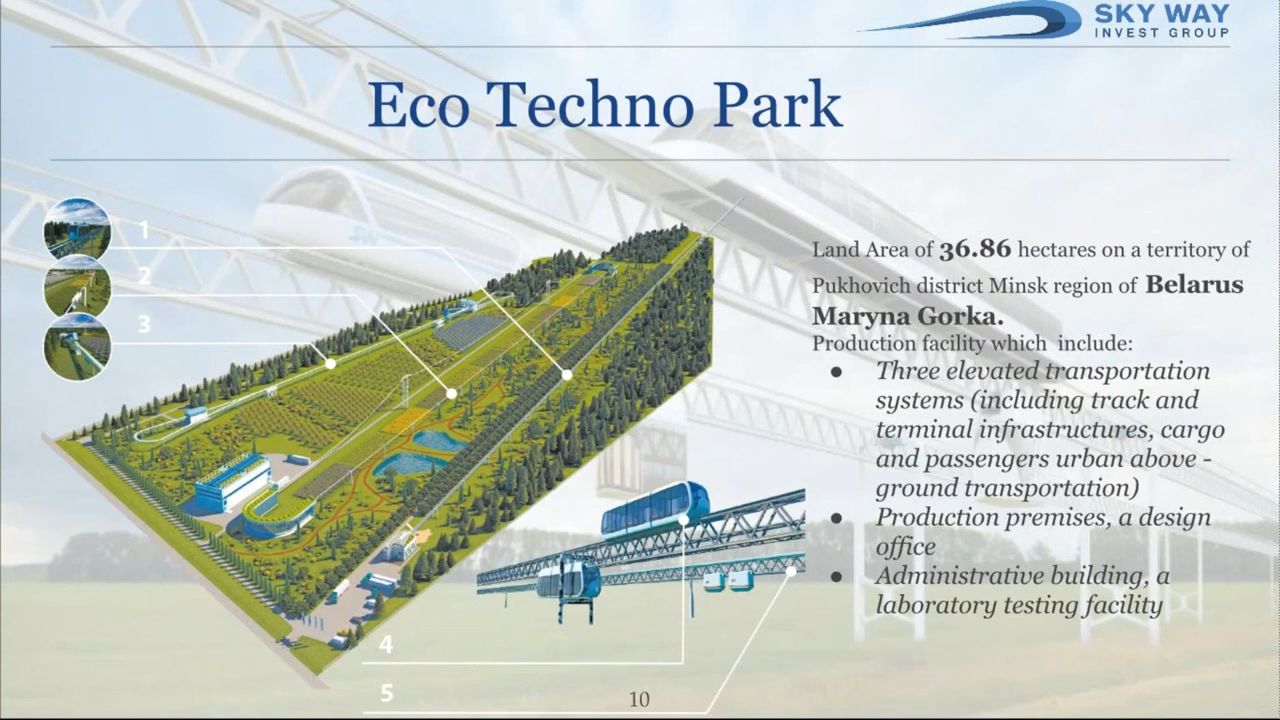 SKY WAY
INVEST GROUP
Eco Techno Park
1
2
3
Land Area of 36.86 hectares on a territory of
Pukhovich district Minsk region of Belarus
Maryna Gorka.
Production facility which include:
● Three elevated transportation
systems (including track and
terminal infrastructures, cargo
and passengers urban above -
ground transportation)
● Production premises, a design
office
● Administrative building, a
laboratory testing facility
4
5
10